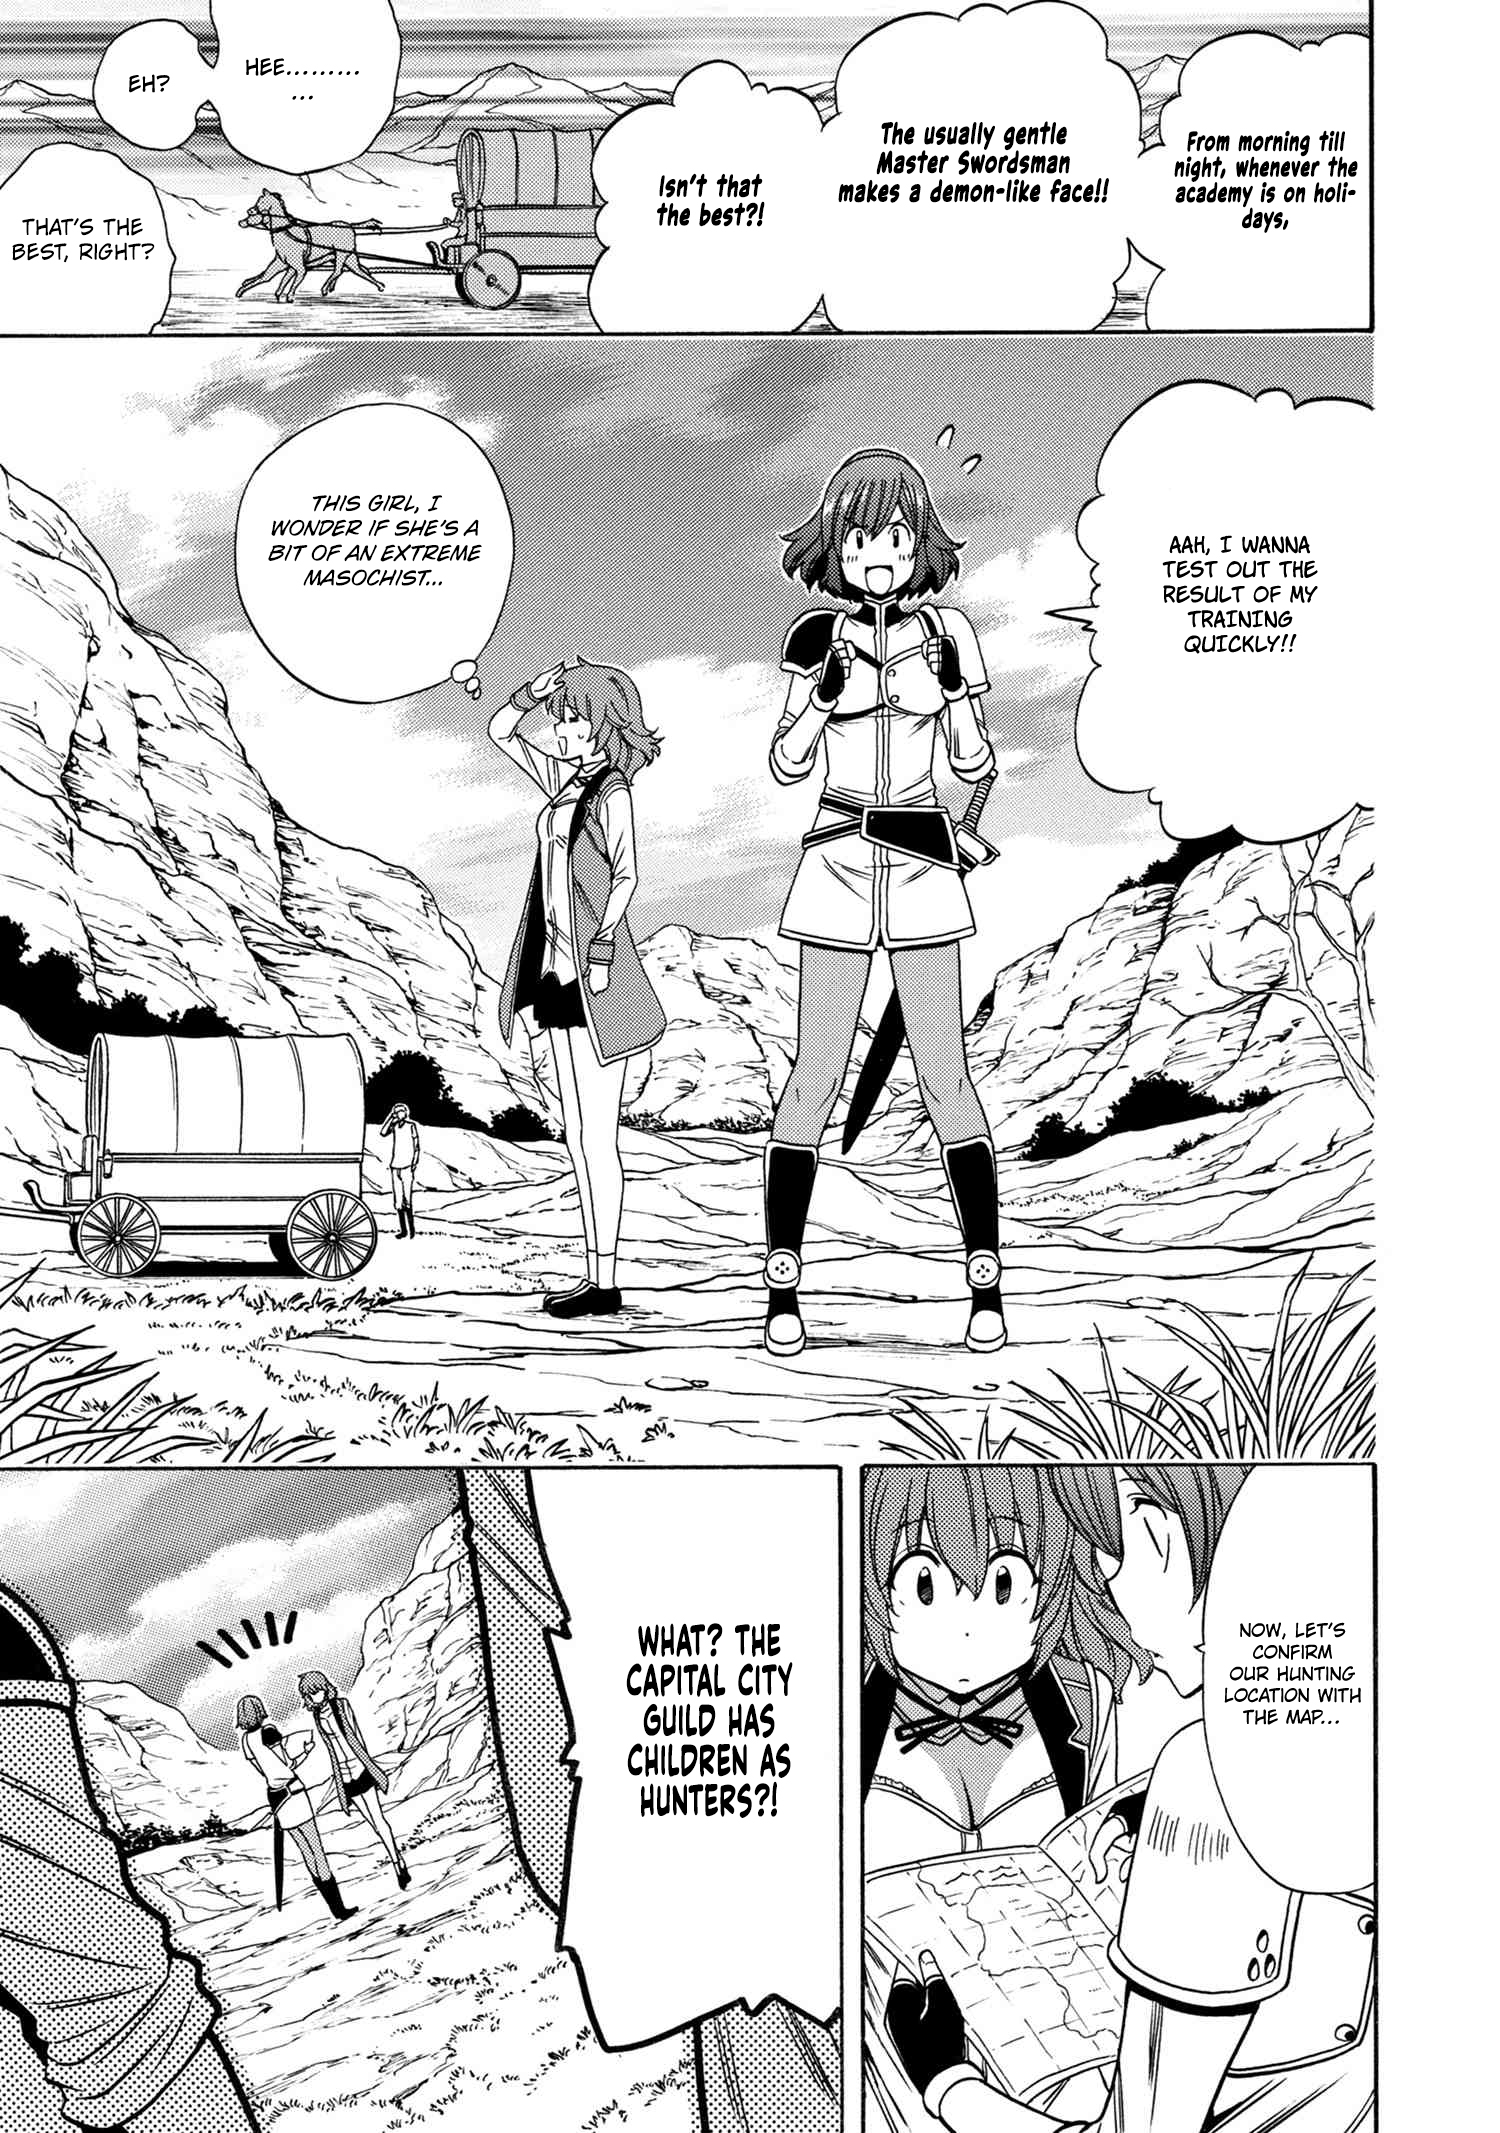 From morning till
night, whenever the
academy is on holi-
days,
The usually gentle
Master Swordsman
makes a demon-like face!!
Isn't that
the best?!
HEE.........
...
EH?
THAT'S THE
BEST, RIGHT?
AAH, I WANNA
TEST OUT THE
RESULT OF MY
TRAINING
QUICKLY!!
THIS GIRL, I
WONDER IF SHE'S A
BIT OF AN EXTREME
MASOCHIST...
NOW, LET'S
CONFIRM
OUR HUNTING
LOCATION WITH
THE MAP...
WHAT? THE
CAPITAL CITY
GUILD HAS
CHILDREN AS
HUNTERS?!